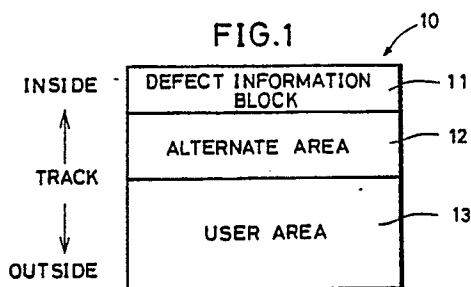 FIG.1
10
INSIDE
DEFECT INFORMATION
BLOCK
11
ALTERNATE AREA
12
TRACK
USER AREA
13
OUTSIDE